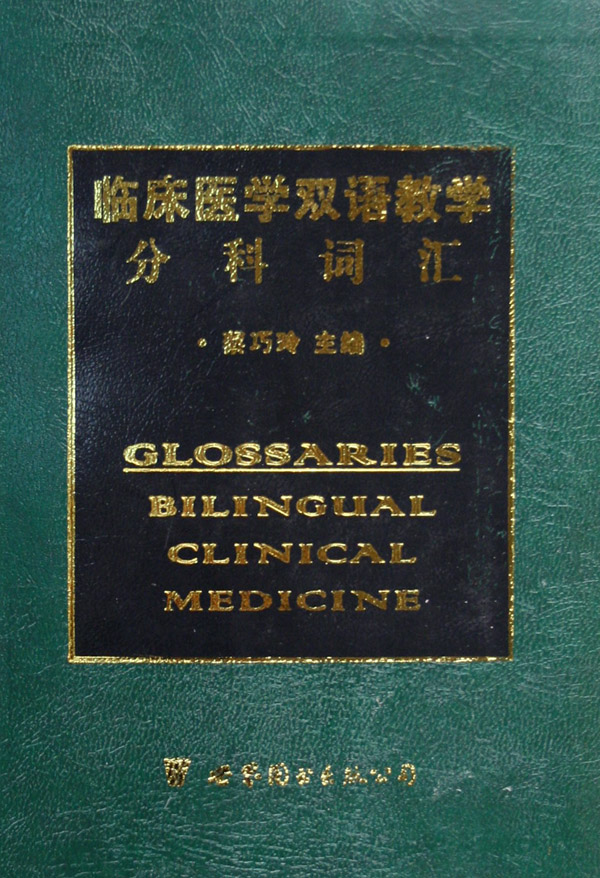 临床医学双语教学
分科词汇
·蔡巧玲 主编·
GLOSSARIES
BILINGUAL
CLINICAL
MEDICINE
世界图书出版公司